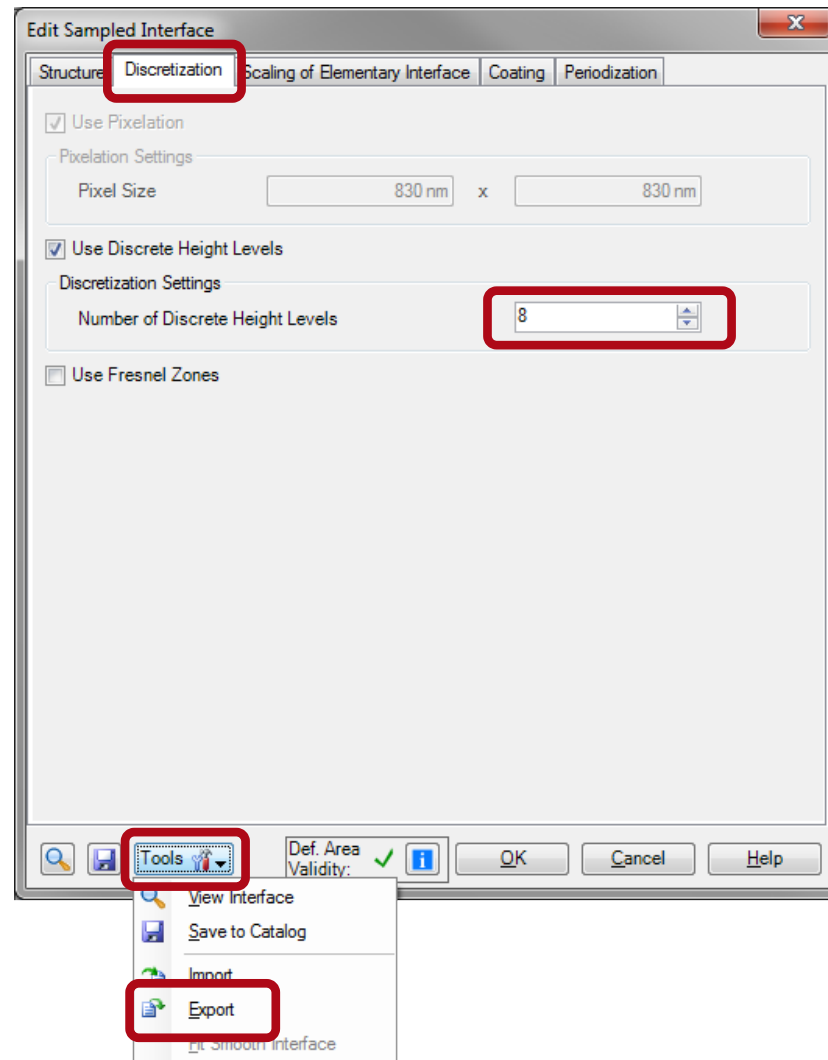 Edit Sampled Interface
Structure Discretization Scaling of Elementary Interface Coating Periodization
Use Pixelation
Pixelation Settings
Pixel Size 830 nm x 830 nm
Use Discrete Height Levels
Discretization Settings
Number of Discrete Height Levels 8
Use Fresnel Zones
Tools Def. Area Validity: OK Cancel Help
View Interface
Save to Catalog
Import
Export
Fit Smooth Interface